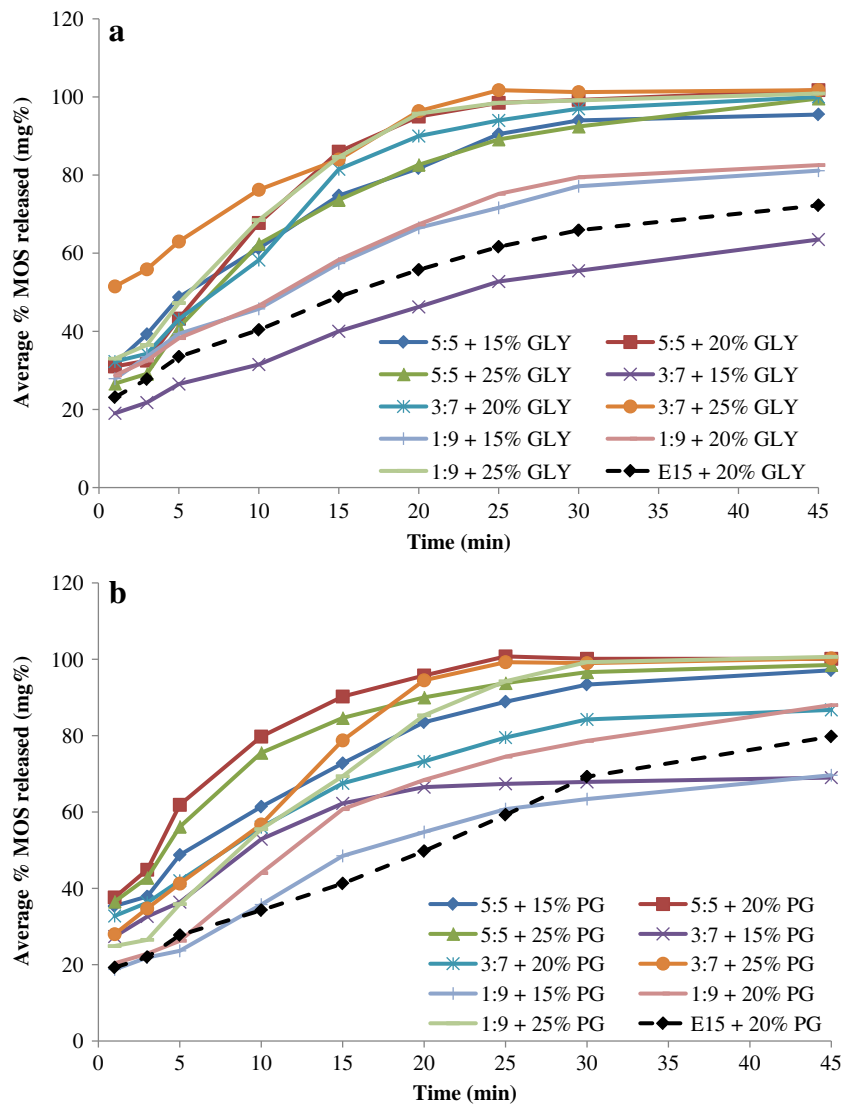 a
Average % MOS released (mg%)
120
100
80
60
40
20
0
5:5 + 15% GLY
5:5 + 20% GLY
5:5 + 25% GLY
3:7 + 15% GLY
3:7 + 20% GLY
3:7 + 25% GLY
1:9 + 15% GLY
1:9 + 20% GLY
1:9 + 25% GLY
E15 + 20% GLY
0 5 10 15 20 25 30 35 40 45
Time (min)
b
Average % MOS released (mg%)
120
100
80
60
40
20
0
5:5 + 15% PG
5:5 + 20% PG
5:5 + 25% PG
3:7 + 15% PG
3:7 + 20% PG
3:7 + 25% PG
1:9 + 15% PG
1:9 + 20% PG
1:9 + 25% PG
E15 + 20% PG
0 5 10 15 20 25 30 35 40 45
Time (min)